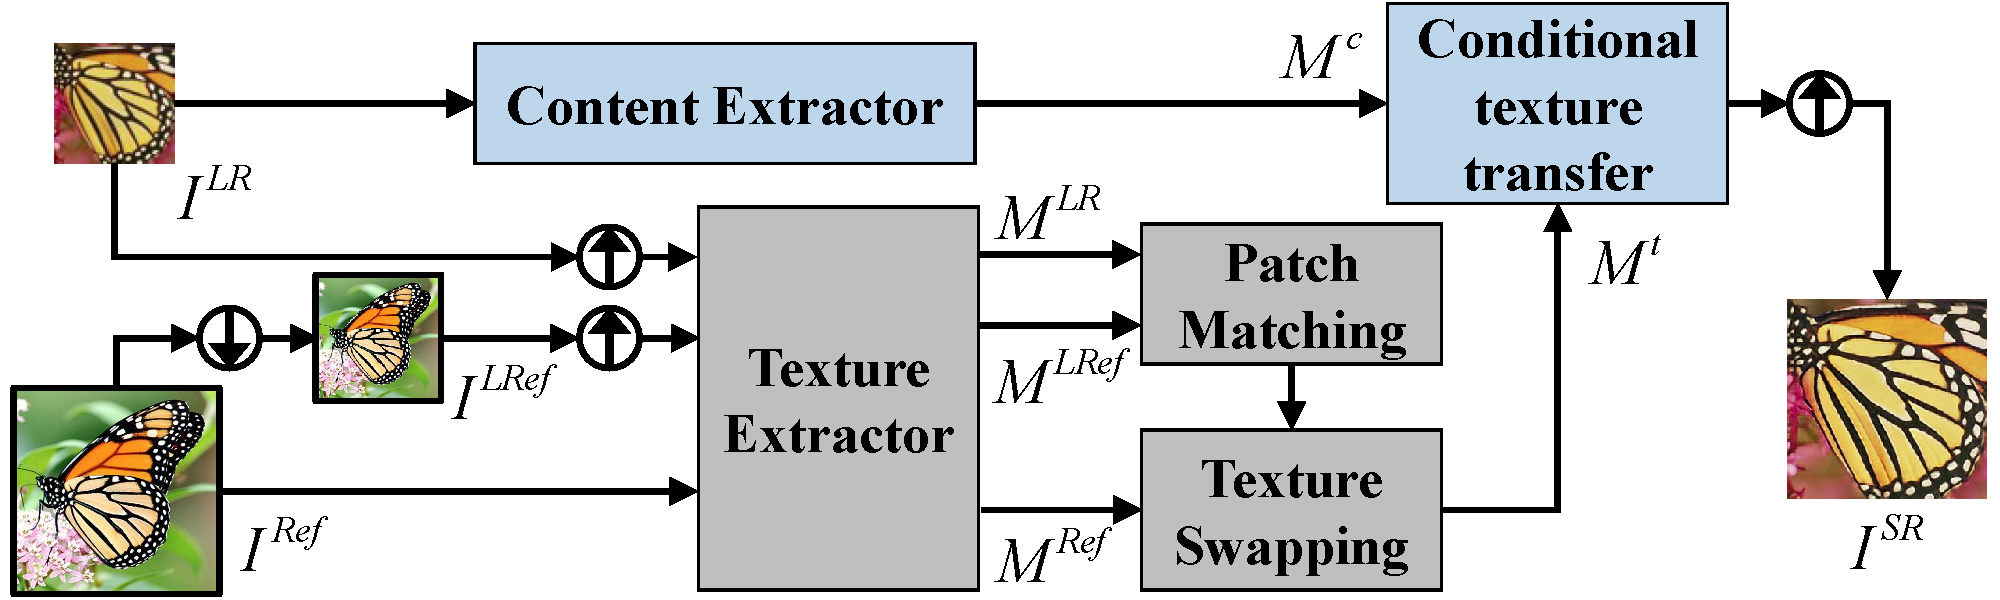 Content Extractor
M^c
Conditional
texture
transfer
I^{LR}
M^{LR}
Patch
Matching
M^t
I^{LRef}
Texture
Extractor
M^{LRef}
I^{Ref}
M^{Ref}
Texture
Swapping
I^{SR}